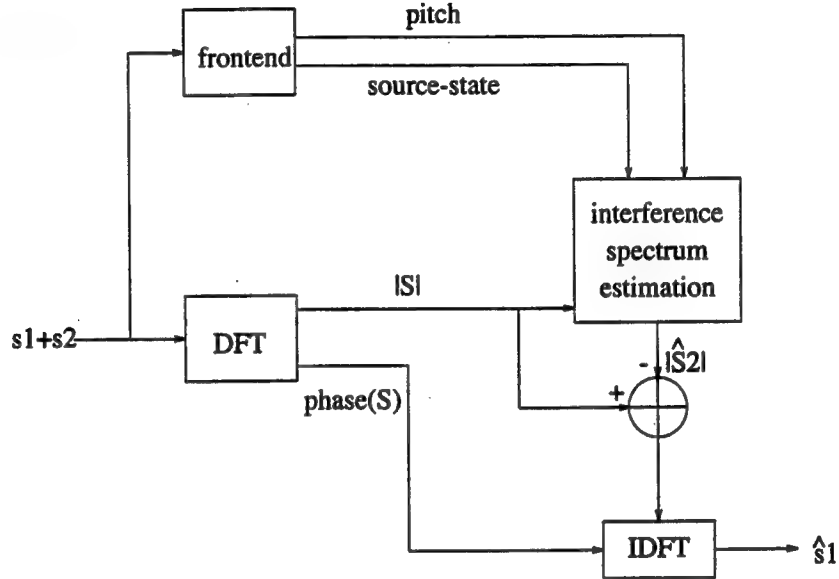 pitch
frontend
source-state
interference
spectrum
estimation
|S|
s1+s2
DFT
- |Ŝ2|
+
phase(S)
IDFT
ŝ1